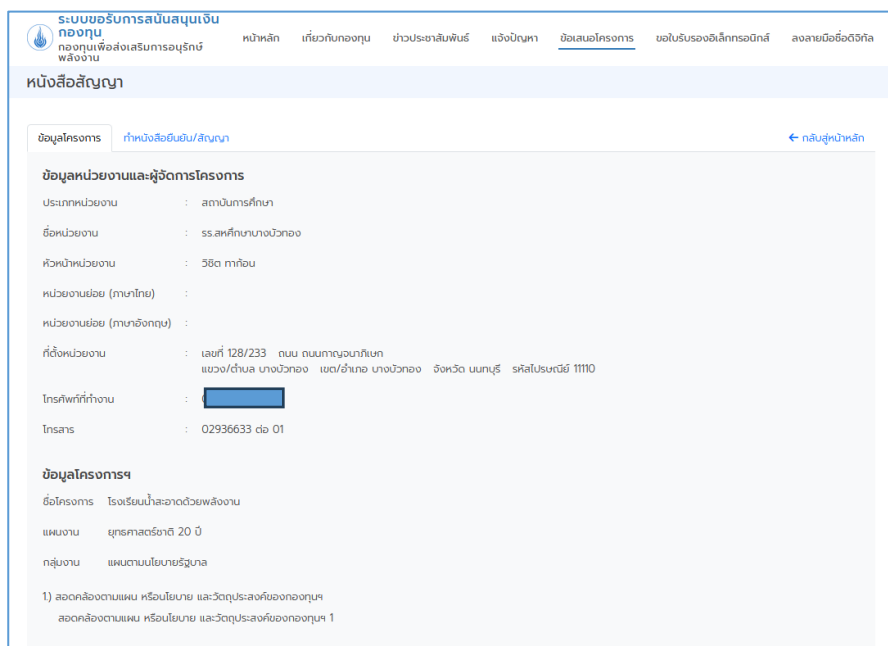 ระบบขอรับการสนับสนุนเงิน
กองทุน
กองทุนเพื่อส่งเสริมการอนุรักษ์
พลังงาน
หน้าหลัก เกี่ยวกับกองทุน ข่าวประชาสัมพันธ์ แจ้งปัญหา ข้อเสนอโครงการ ขอใบรับรองอิเล็กทรอนิกส์ ลงลายมือชื่อดิจิทัล
หนังสือสัญญา
ข้อมูลโครงการ ทำหนังสือยืนยัน/สัญญา ← กลับสู่หน้าหลัก
ข้อมูลหน่วยงานและผู้จัดการโครงการ
ประเภทหน่วยงาน : สถาบันการศึกษา
ชื่อหน่วยงาน : รร.สหศึกษาบางบัวทอง
หัวหน้าหน่วยงาน : วิชิต ทาก้อน
หน่วยงานย่อย (ภาษาไทย) :
หน่วยงานย่อย (ภาษาอังกฤษ) :
ที่ตั้งหน่วยงาน : เลขที่ 128/233 ถนน ถนนกาญจนาภิเษก
แขวง/ตำบล บางบัวทอง เขต/อำเภอ บางบัวทอง จังหวัด นนทบุรี รหัสไปรษณีย์ 11110
โทรศัพท์ที่ทำงาน :
โทรสาร : 02936633 ต่อ 01
ข้อมูลโครงการฯ
ชื่อโครงการ โรงเรียนน้ำสะอาดด้วยพลังงาน
แผนงาน ยุทธศาสตร์ชาติ 20 ปี
กลุ่มงาน แผนตามนโยบายรัฐบาล
1.) สอดคล้องตามแผน หรือนโยบาย และวัตถุประสงค์ของกองทุนฯ
สอดคล้องตามแผน หรือนโยบาย และวัตถุประสงค์ของกองทุนฯ 1